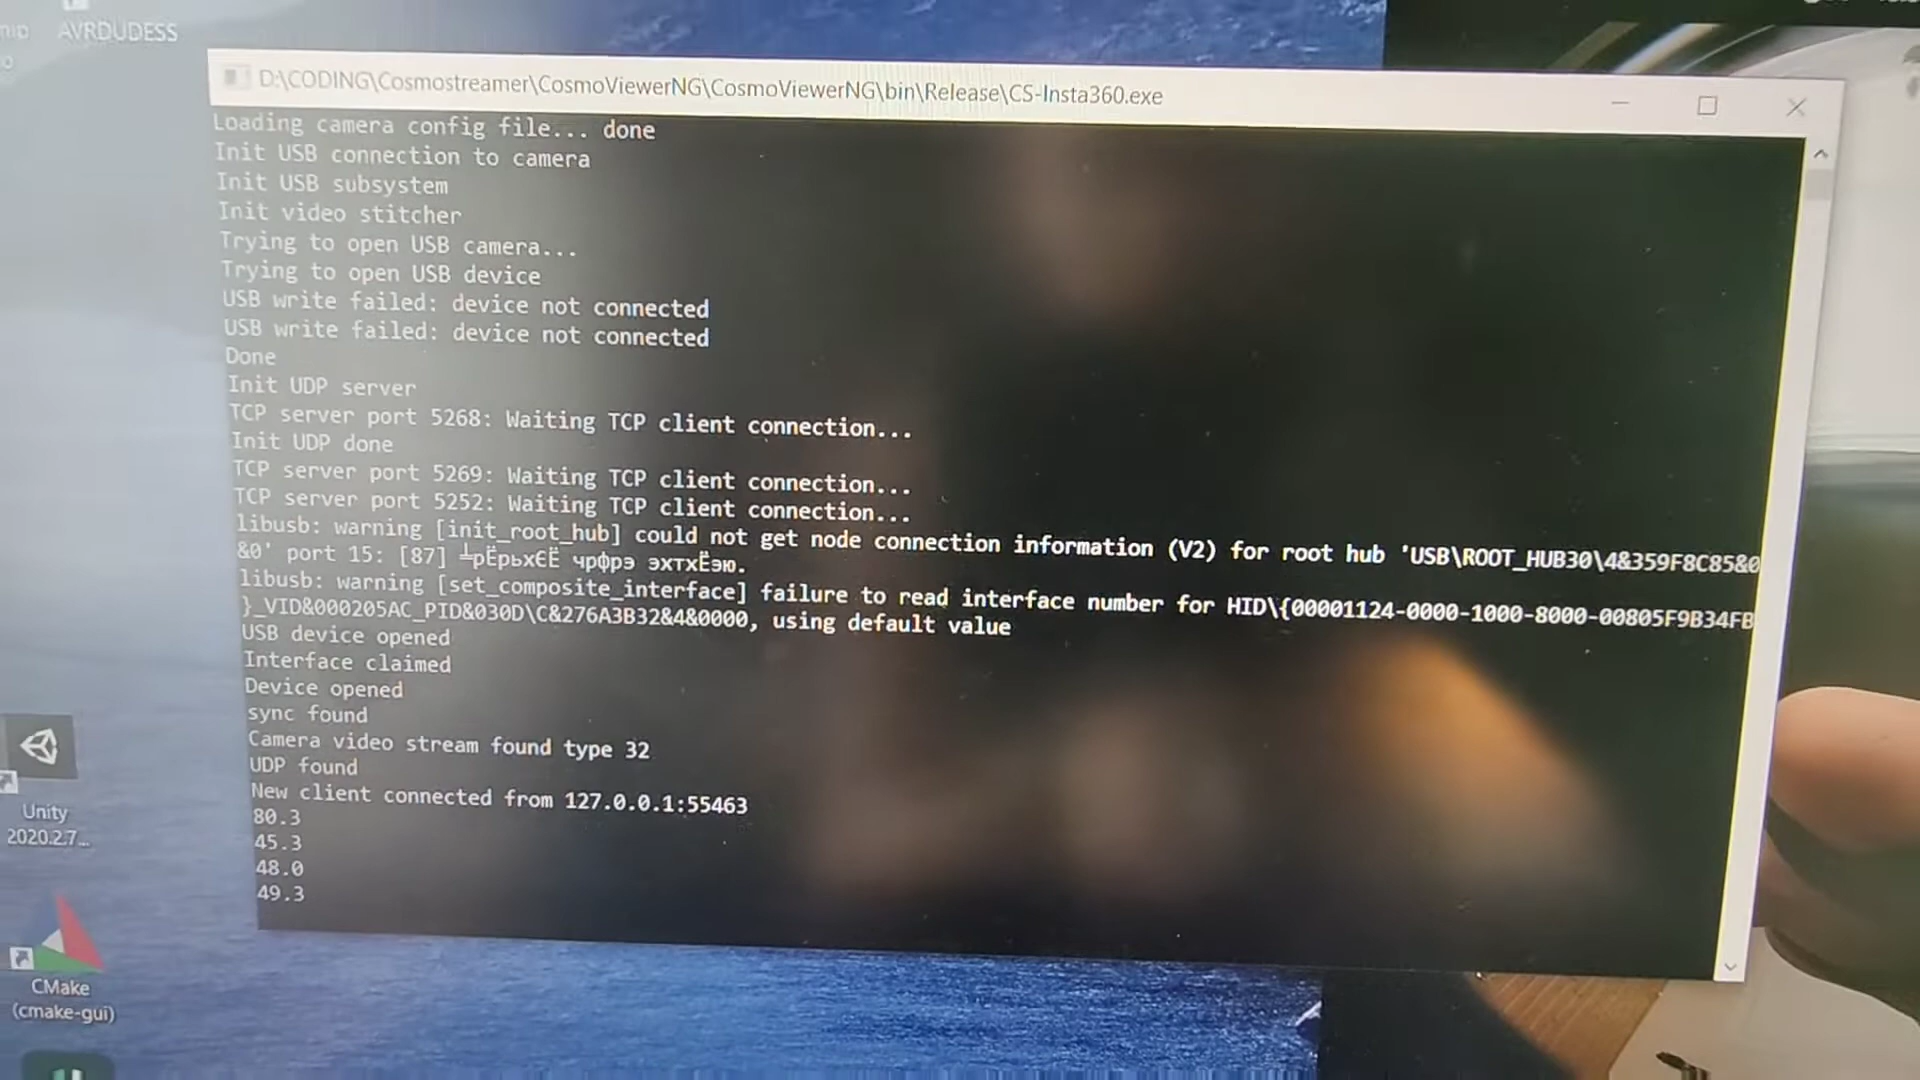 AVRDUDESS
D:\CODING\Cosmostreamer\CosmoViewerNG\CosmoViewerNG\bin\Release\CS-Insta360.exe
Loading camera config file... done
Init USB connection to camera
Init USB subsystem
Init video stitcher
Trying to open USB camera...
Trying to open USB device
USB write failed: device not connected
USB write failed: device not connected
Done
Init UDP server
TCP server port 5268: Waiting TCP client connection...
Init UDP done
TCP server port 5269: Waiting TCP client connection...
TCP server port 5252: Waiting TCP client connection...
libusb: warning [init_root_hub] could not get node connection information (V2) for root hub 'USB\ROOT_HUB30\4&359F8C85&0
&0' port 15: [87] ╧рЁрьхЄЁ чрфрэ эхтхЁэю.
libusb: warning [set_composite_interface] failure to read interface number for HID\{00001124-0000-1000-8000-00805F9B34FB
}_VID&000205AC_PID&030D\C&276A3B32&4&0000, using default value
USB device opened
Interface claimed
Device opened
sync found
Camera video stream found type 32
UDP found
New client connected from 127.0.0.1:55463
80.3
45.3
48.0
49.3
Unity
2020.2.7...
CMake
(cmake-gui)